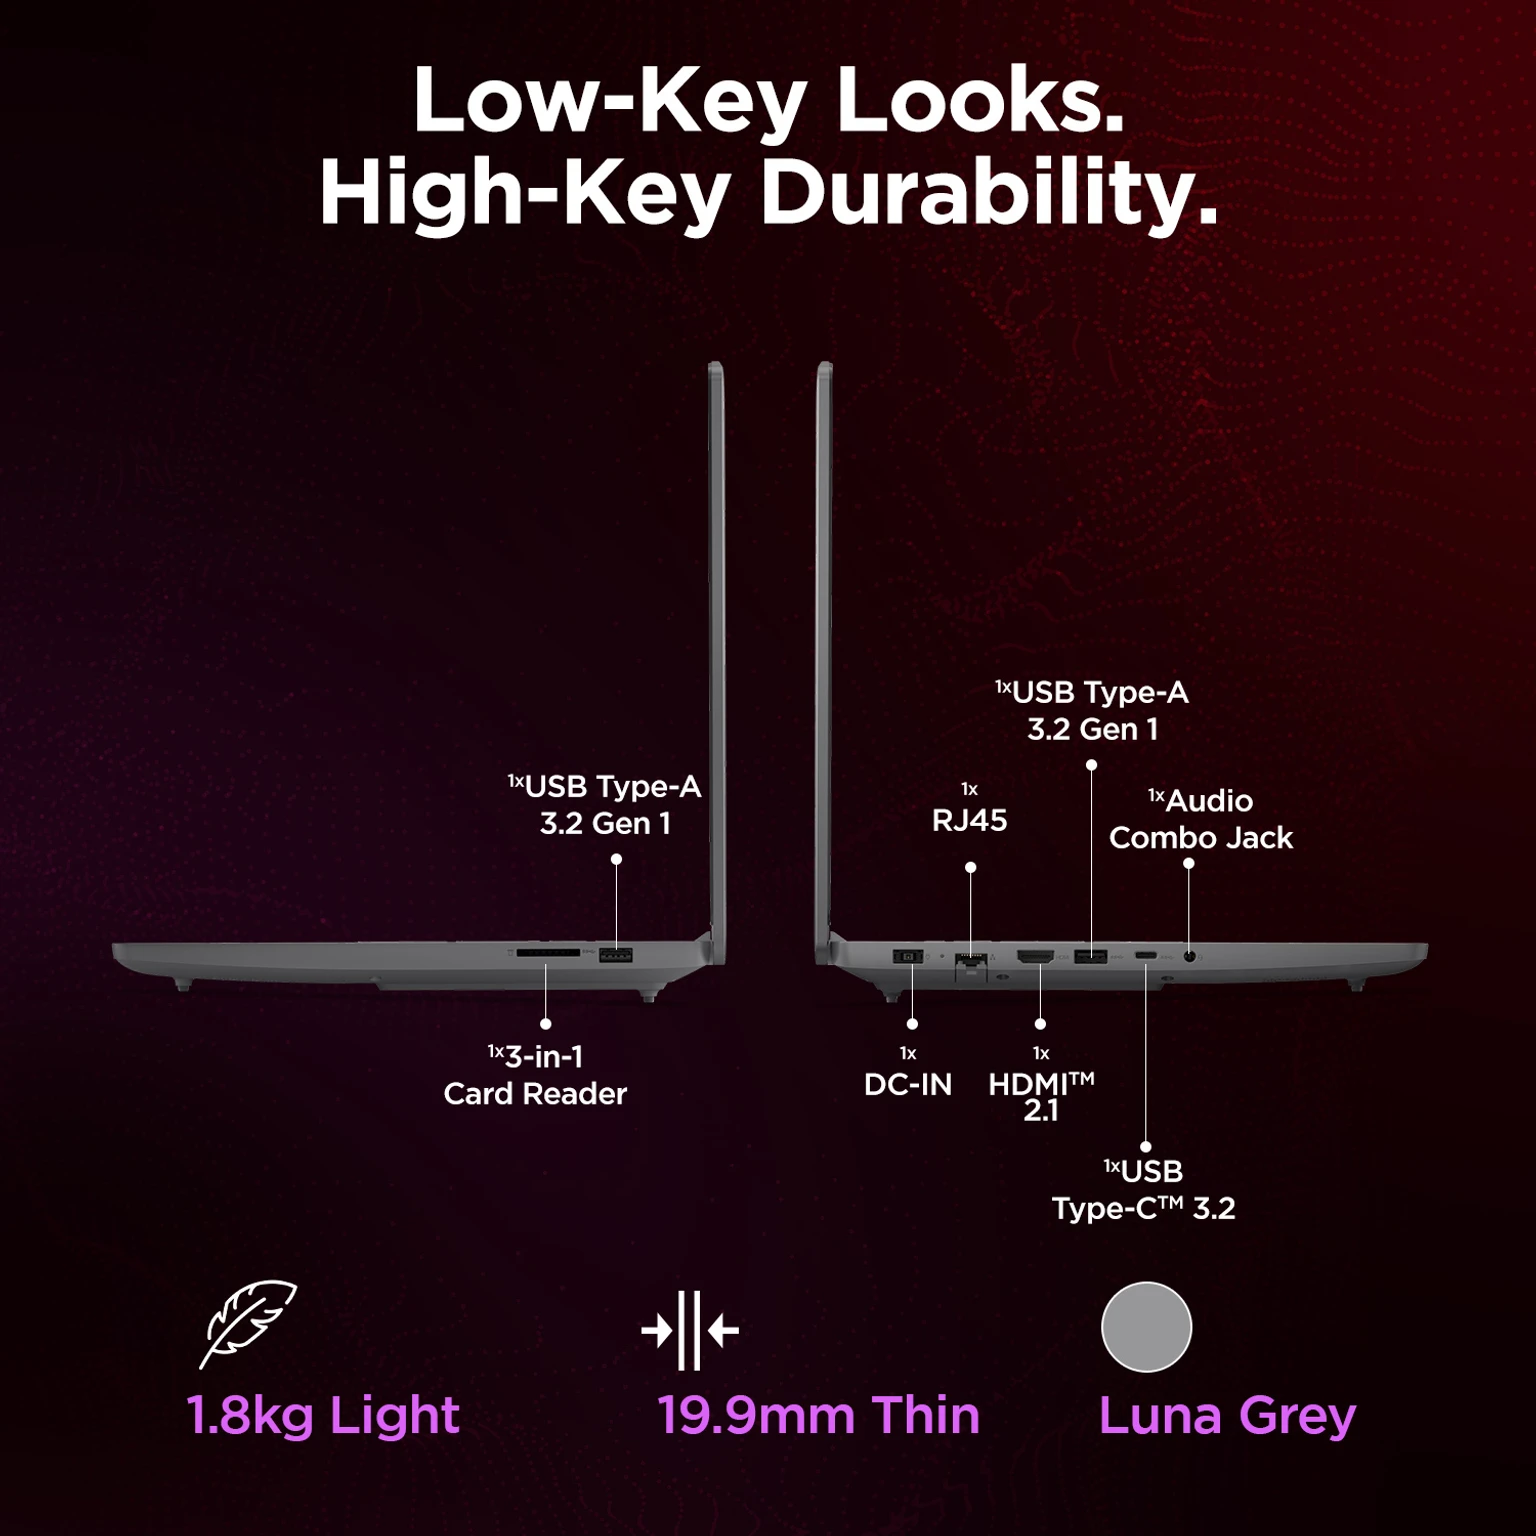 Low-Key Looks.
High-Key Durability.
1xUSB Type-A
3.2 Gen 1
1xUSB Type-A
3.2 Gen 1
1x
RJ45
1xAudio
Combo Jack
1x3-in-1
Card Reader
1x
DC-IN
1x
HDMI™
2.1
1xUSB
Type-C™ 3.2
1.8kg Light
19.9mm Thin
Luna Grey